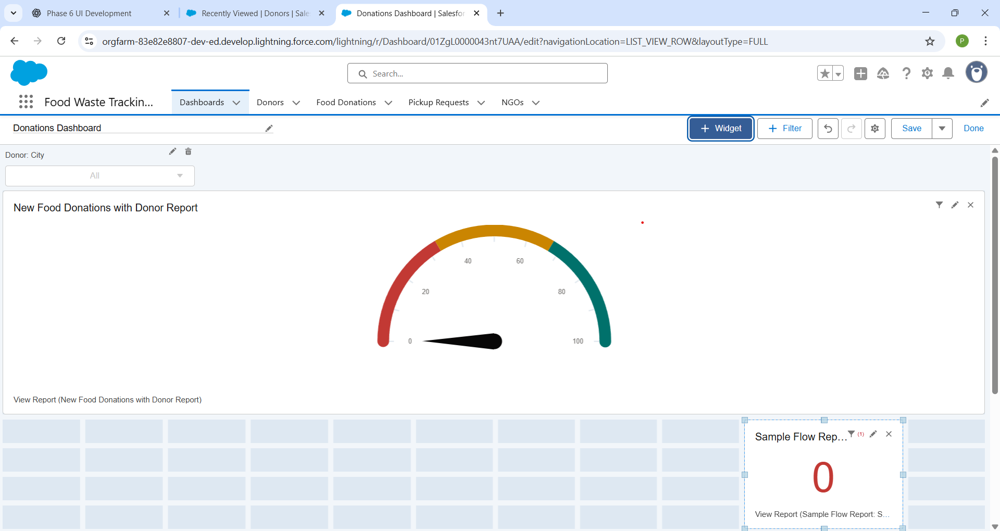 Phase 6 UI Development
Recently Viewed | Donors | Sale
Donations Dashboard | Salesfor
orgfarm-83e82e8807-dev-ed.develop.lightning.force.com/lightning/r/Dashboard/01ZgL0000043nt7UAA/edit?navigationLocation=LIST_VIEW_ROW&layoutType=FULL
P
Search...
Food Waste Trackin...
Dashboards
Donors
Food Donations
Pickup Requests
NGOs
Donations Dashboard
+ Widget
+ Filter
Save
Done
Donor: City
All
New Food Donations with Donor Report
0
20
40
60
80
100
View Report (New Food Donations with Donor Report)
Sample Flow Rep... (1)
0
View Report (Sample Flow Report: S...